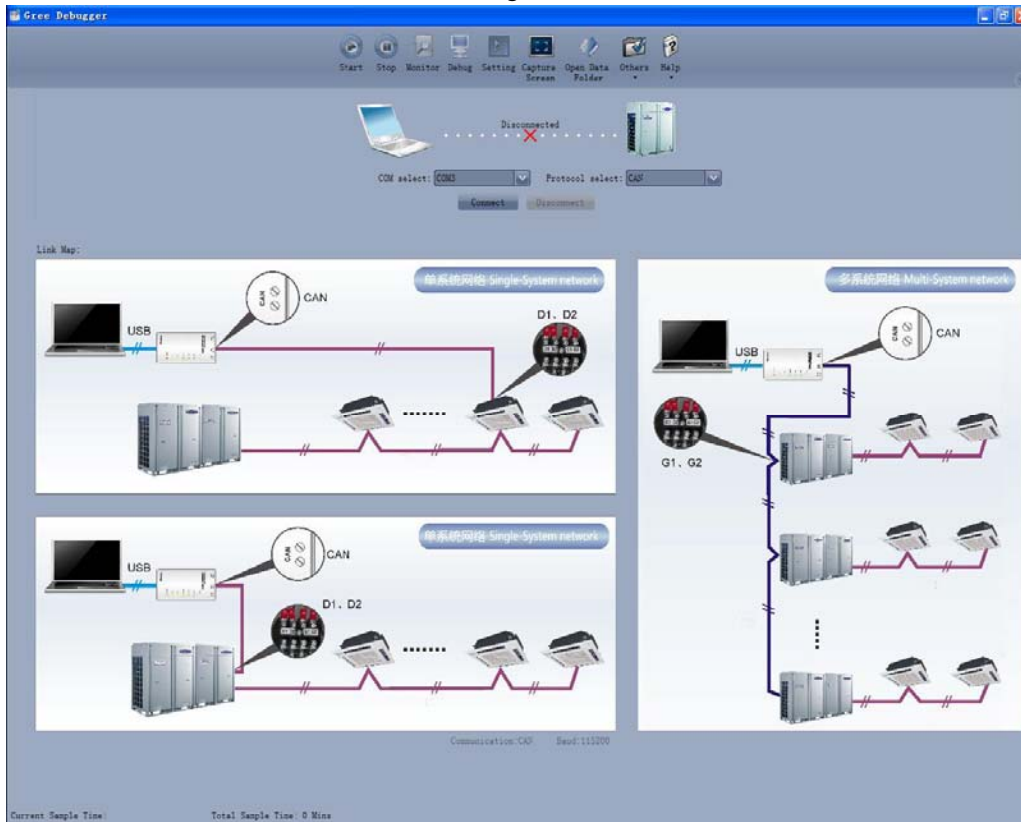 Gree Debugger
Start Stop Monitor Debug Setting Capture Screen Open Data Folder Others Help
Disconnected
COM select: COM3 Protocol select: CAN
Connect Disconnect
Link Map:
单系统网络 Single-System network
CAN
CAN
USB
D1、D2
单系统网络 Single-System network
CAN
CAN
USB
D1、D2
多系统网络 Multi-System network
CAN
CAN
USB
G1、G2
Communication:CAN Baud:115200
Current Sample Time: Total Sample Time: 0 Mins